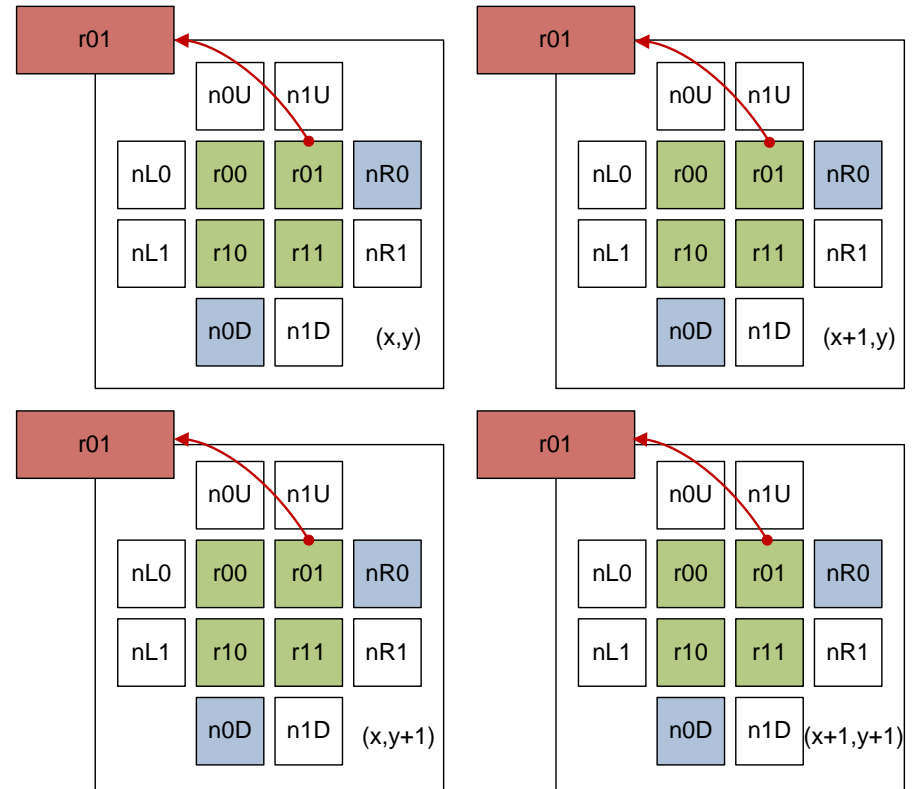 r01
n0U n1U
nL0 r00 r01 nR0
nL1 r10 r11 nR1
n0D n1D (x,y)
r01
n0U n1U
nL0 r00 r01 nR0
nL1 r10 r11 nR1
n0D n1D (x+1,y)
r01
n0U n1U
nL0 r00 r01 nR0
nL1 r10 r11 nR1
n0D n1D (x,y+1)
r01
n0U n1U
nL0 r00 r01 nR0
nL1 r10 r11 nR1
n0D n1D (x+1,y+1)